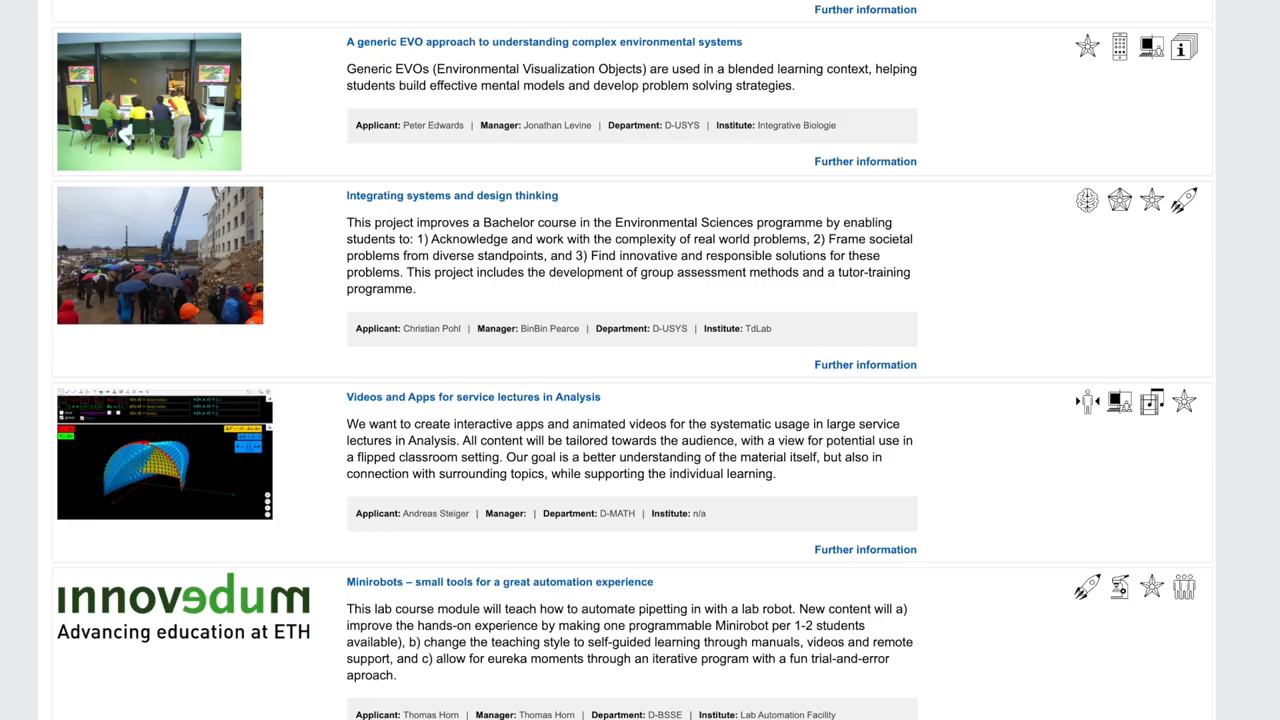 Further information
A generic EVO approach to understanding complex environmental systems
Generic EVOs (Environmental Visualization Objects) are used in a blended learning context, helping
students build effective mental models and develop problem solving strategies.
Applicant: Peter Edwards | Manager: Jonathan Levine | Department: D-USYS | Institute: Integrative Biologie
Further information
Integrating systems and design thinking
This project improves a Bachelor course in the Environmental Sciences programme by enabling
students to: 1) Acknowledge and work with the complexity of real world problems, 2) Frame societal
problems from diverse standpoints, and 3) Find innovative and responsible solutions for these
problems. This project includes the development of group assessment methods and a tutor-training
programme.
Applicant: Christian Pohl | Manager: BinBin Pearce | Department: D-USYS | Institute: TdLab
Further information
Videos and Apps for service lectures in Analysis
We want to create interactive apps and animated videos for the systematic usage in large service
lectures in Analysis. All content will be tailored towards the audience, with a view for potential use in
a flipped classroom setting. Our goal is a better understanding of the material itself, but also in
connection with surrounding topics, while supporting the individual learning.
Applicant: Andreas Steiger | Manager: | Department: D-MATH | Institute: n/a
Further information
innovedum
Advancing education at ETH
Minirobots – small tools for a great automation experience
This lab course module will teach how to automate pipetting in with a lab robot. New content will a)
improve the hands-on experience by making one programmable Minirobot per 1-2 students
available), b) change the teaching style to self-guided learning through manuals, videos and remote
support, and c) allow for eureka moments through an iterative program with a fun trial-and-error
aproach.
Applicant: Thomas Horn | Manager: Thomas Horn | Department: D-BSSE | Institute: Lab Automation Facility